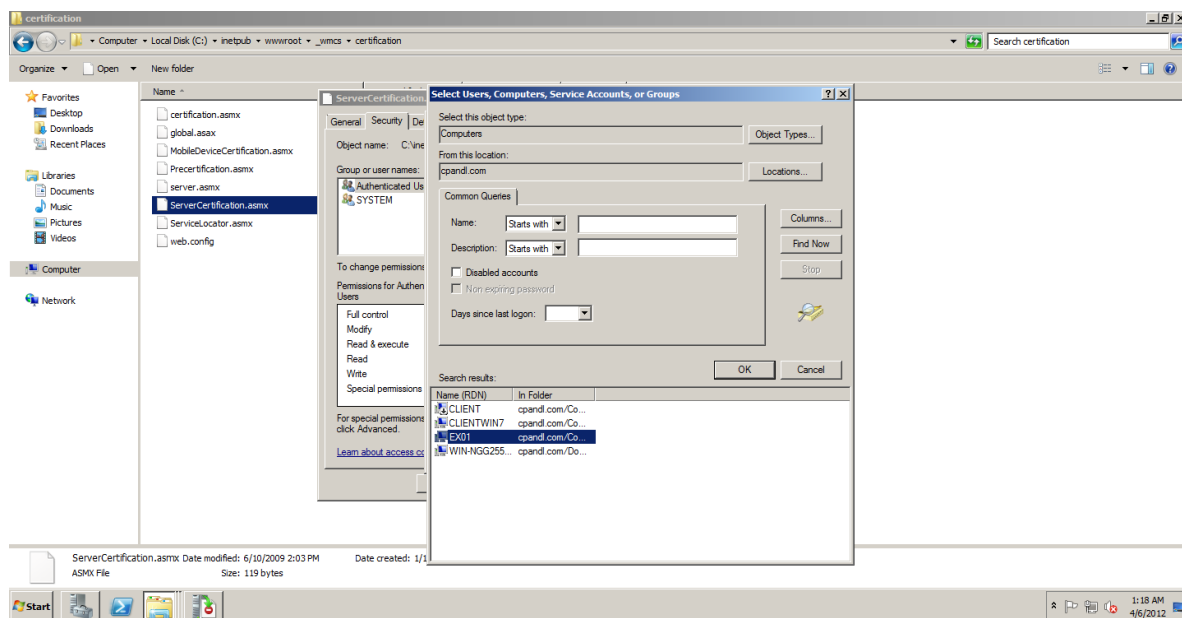 certification
Computer Local Disk (C:) inetpub wwwroot _wmcs certification
Search certification
Organize Open New folder
Favorites
Desktop
Downloads
Recent Places
Libraries
Documents
Music
Pictures
Videos
Computer
Network
Name
certification.asmx
global.asax
MobileDeviceCertification.asmx
Precertification.asmx
server.asmx
ServerCertification.asmx
ServiceLocator.asmx
web.config
ServerCertification.
General Security De
Object name: C:\ine
Group or user names:
Authenticated Us
SYSTEM
To change permissions
Permissions for Authen
Users
Full control
Modify
Read & execute
Read
Write
Special permissions
For special permissions
click Advanced.
Learn about access co
Select Users, Computers, Service Accounts, or Groups
Select this object type:
Computers
Object Types...
From this location:
cpandl.com
Locations...
Common Queries
Name: Starts with
Description: Starts with
Disabled accounts
Non expiring password
Days since last logon:
Columns...
Find Now
Stop
OK Cancel
Search results:
Name (RDN) In Folder
CLIENT cpandl.com/Co...
CLIENTWIN7 cpandl.com/Co...
EX01 cpandl.com/Co...
WIN-NGG255... cpandl.com/Do...
ServerCertification.asmx Date modified: 6/10/2009 2:03 PM Date created: 1/1
ASMX File Size: 119 bytes
Start
1:18 AM
4/6/2012